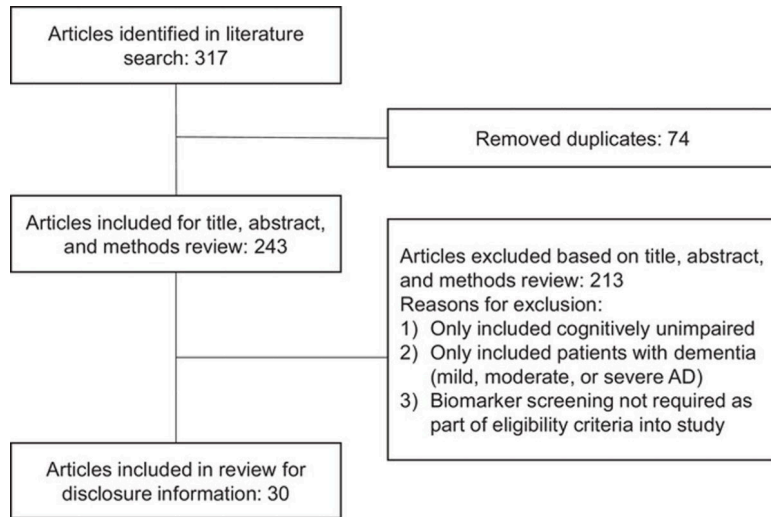 Articles identified in literature
search: 317
Removed duplicates: 74
Articles included for title, abstract,
and methods review: 243
Articles excluded based on title, abstract,
and methods review: 213
Reasons for exclusion:
1) Only included cognitively unimpaired
2) Only included patients with dementia
(mild, moderate, or severe AD)
3) Biomarker screening not required as
part of eligibility criteria into study
Articles included in review for
disclosure information: 30